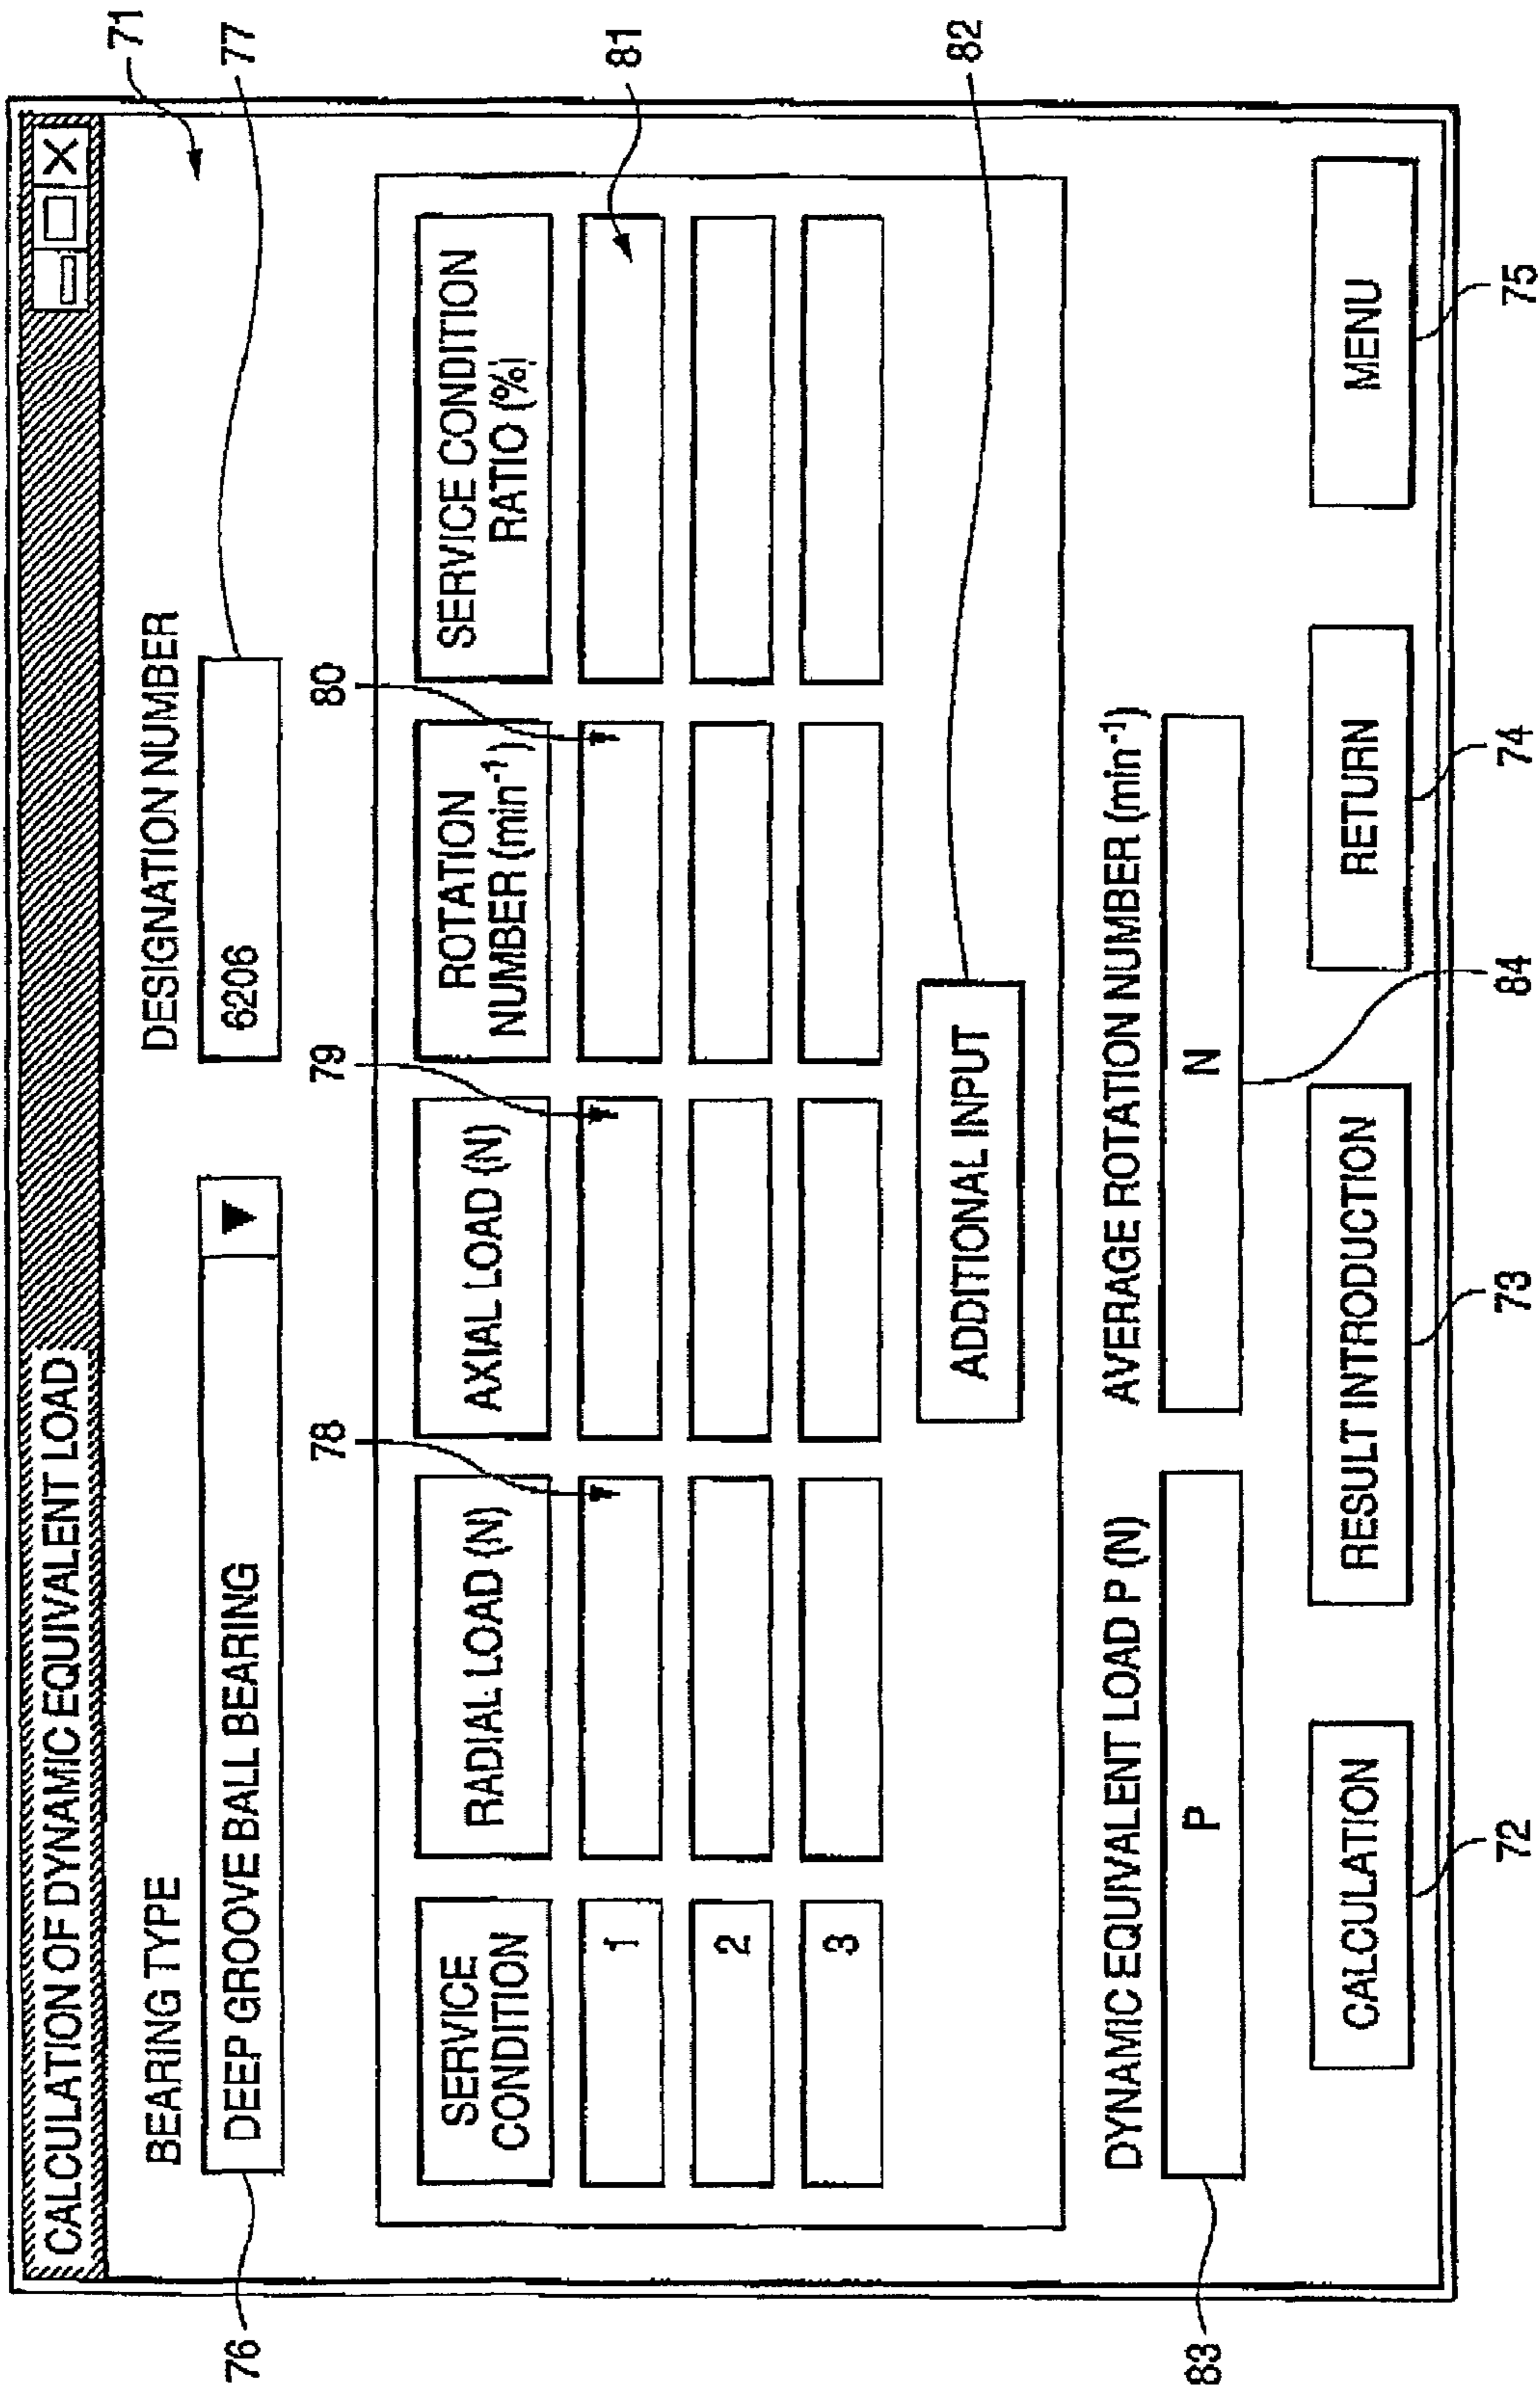 71
77
CALCULATION OF DYNAMIC EQUIVALENT LOAD
BEARING TYPE
DESIGNATION NUMBER
76
DEEP GROOVE BALL BEARING
6206
78
79
80
81
SERVICE
CONDITION
RADIAL LOAD (N)
AXIAL LOAD (N)
ROTATION
NUMBER (min⁻¹)
SERVICE CONDITION
RATIO (%)
1
2
3
ADDITIONAL INPUT
82
DYNAMIC EQUIVALENT LOAD P (N)
AVERAGE ROTATION NUMBER (min⁻¹)
83
P
N
84
CALCULATION
RESULT INTRODUCTION
RETURN
MENU
72
73
74
75